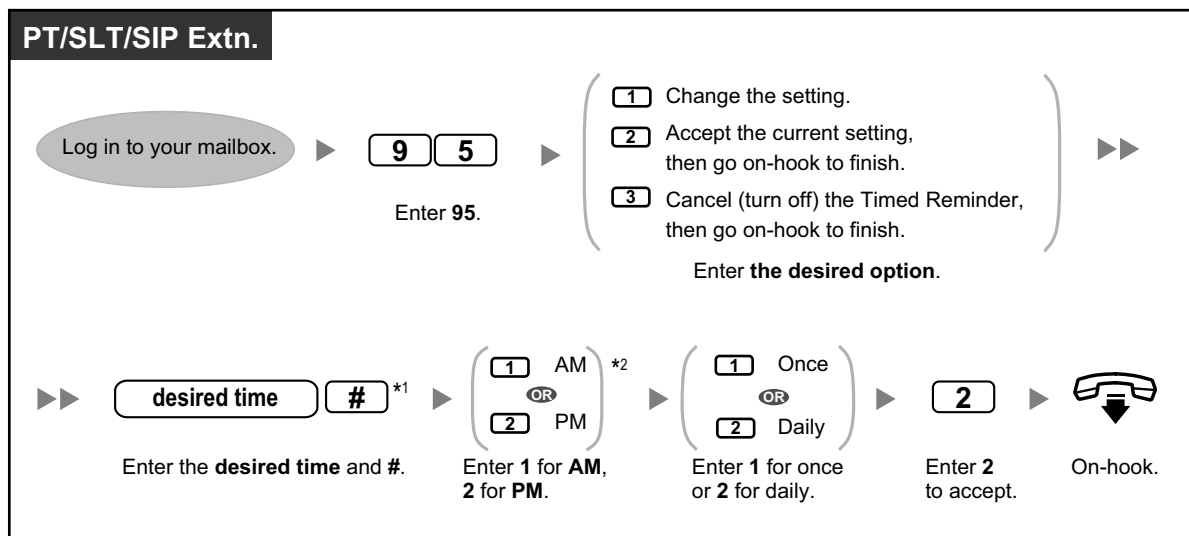 PT/SLT/SIP Extn.
Log in to your mailbox.
9 5
Enter 95.
1 Change the setting.
2 Accept the current setting,
then go on-hook to finish.
3 Cancel (turn off) the Timed Reminder,
then go on-hook to finish.
Enter the desired option.
desired time # *1
Enter the desired time and #.
1 AM *2
OR
2 PM
Enter 1 for AM,
2 for PM.
1 Once
OR
2 Daily
Enter 1 for once
or 2 for daily.
2
Enter 2
to accept.
On-hook.